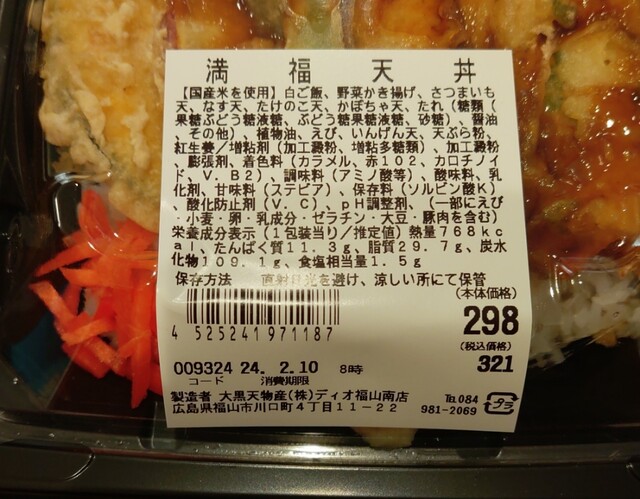 満福天丼
【国産米を使用】白ご飯、野菜かき揚げ、さつまいも
天、なす天、たけのこ天、かぼちゃ天、たれ（糖類（
果糖ぶどう糖液糖、ぶどう糖果糖液糖、砂糖）、醤油
、その他）、植物油、えび、いんげん天、天ぷら粉、
紅生姜／増粘剤（加工澱粉、増粘多糖類）、加工澱粉
、膨張剤、着色料（カラメル、赤102、カロチノイ
ド、V．B2）、調味料（アミノ酸等）、酸味料、乳
化剤、甘味料（ステビア）、保存料（ソルビン酸K）
、酸化防止剤（V．C）、pH調整剤、（一部にえび
・小麦・卵・乳成分・ゼラチン・大豆・豚肉を含む）
栄養成分表示（1包装当り／推定値）熱量768kc
al、たんぱく質11．3g、脂質29．7g、炭水
化物109．1g、食塩相当量1．5g
保存方法 直射日光を避け、涼しい所にて保管
(本体価格)
298
(税込価格)
321
4 525241 971187
009324 24. 2.10 8時
コード 消費期限
製造者 大黒天物産(株)ディオ福山南店
広島県福山市川口町4丁目11－22
TEL084
981-2069
プラ